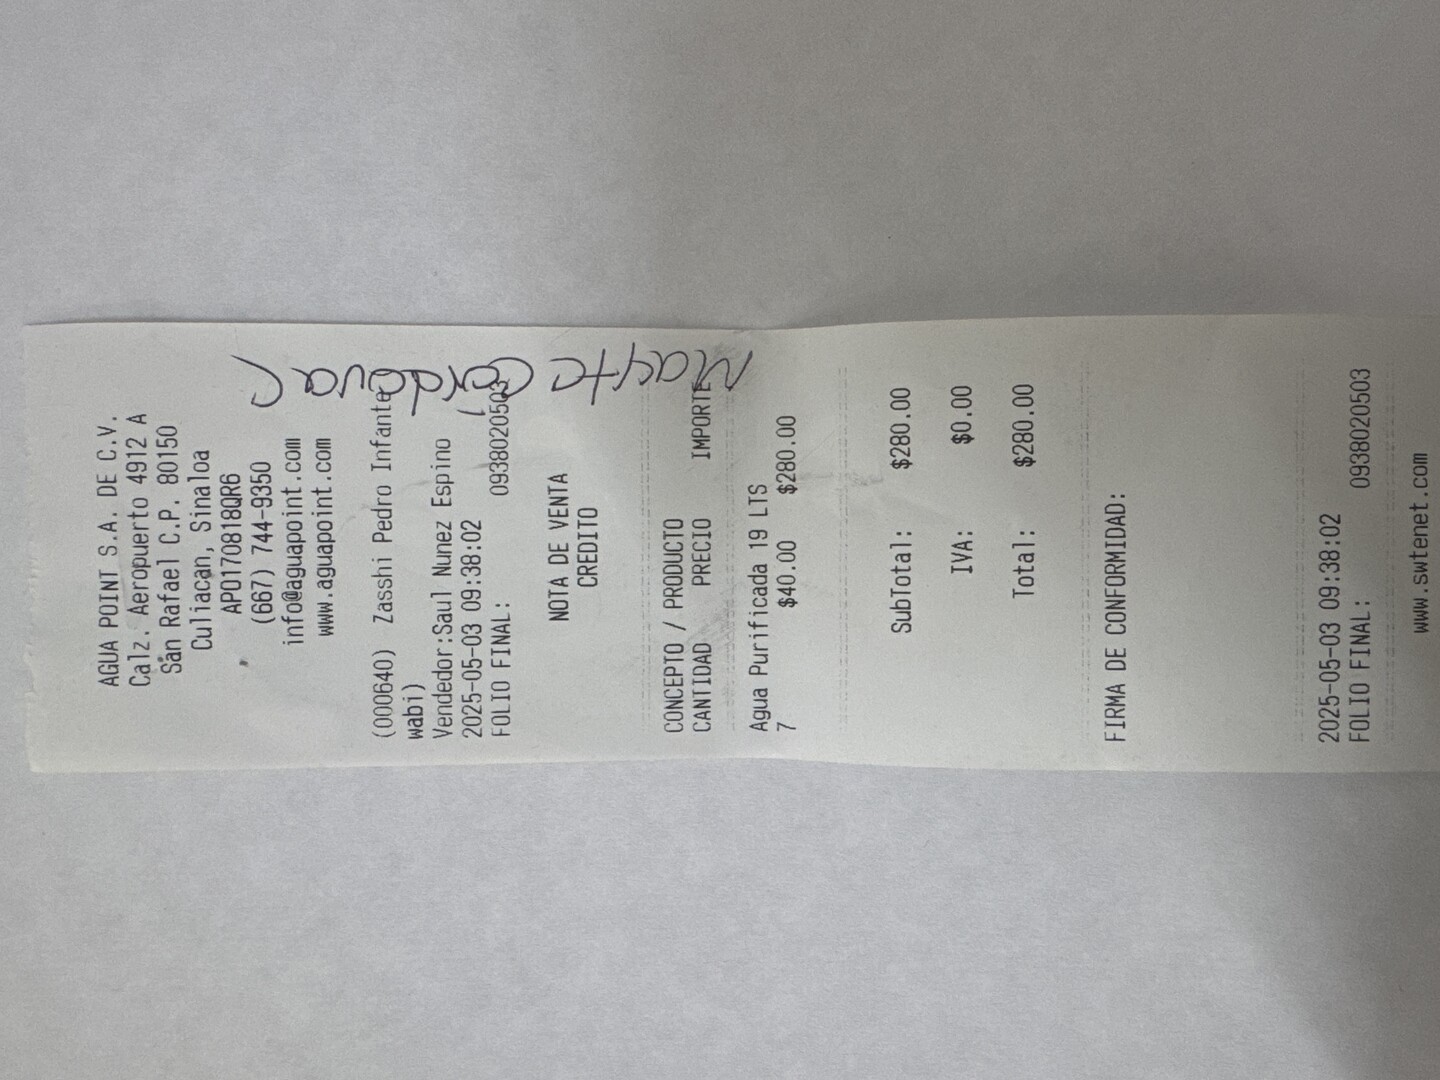 AGUA POINT S.A. DE C.V.
Calz. Aeropuerto 4912 A
San Rafael C.P. 80150
Culiacan, Sinaloa
APO170818QR6
(667) 744-9350
info@aguapoint.com
www.aguapoint.com
(000640) Zasshi Pedro Infante
wabi)
Vendedor:Saul Nunez Espino
2025-05-03 09:38:02
FOLIO FINAL: 0938020503
Mayte Cordova
NOTA DE VENTA
CREDITO
CONCEPTO / PRODUCTO
CANTIDAD PRECIO IMPORTE
Agua Purificada 19 LTS
7 $40.00 $280.00
SubTotal: $280.00
IVA: $0.00
Total: $280.00
FIRMA DE CONFORMIDAD:
2025-05-03 09:38:02
FOLIO FINAL: 0938020503
www.swtenet.com